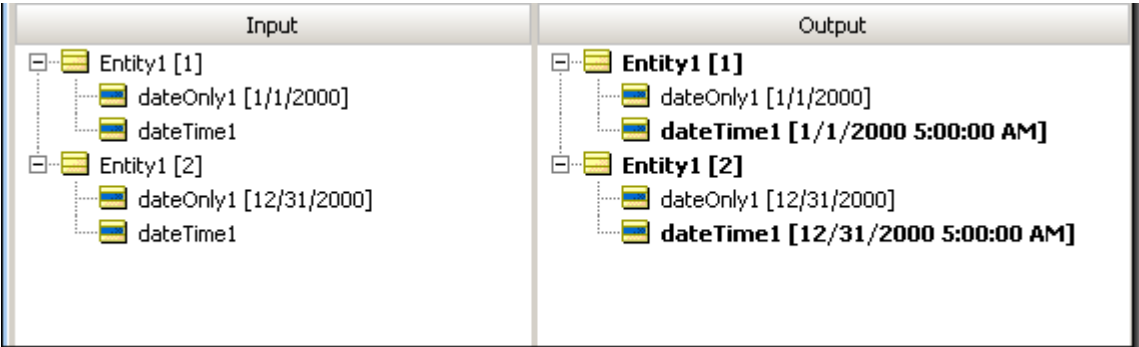 Input
Entity1 [1]
dateOnly1 [1/1/2000]
dateTime1
Entity1 [2]
dateOnly1 [12/31/2000]
dateTime1
Output
Entity1 [1]
dateOnly1 [1/1/2000]
dateTime1 [1/1/2000 5:00:00 AM]
Entity1 [2]
dateOnly1 [12/31/2000]
dateTime1 [12/31/2000 5:00:00 AM]